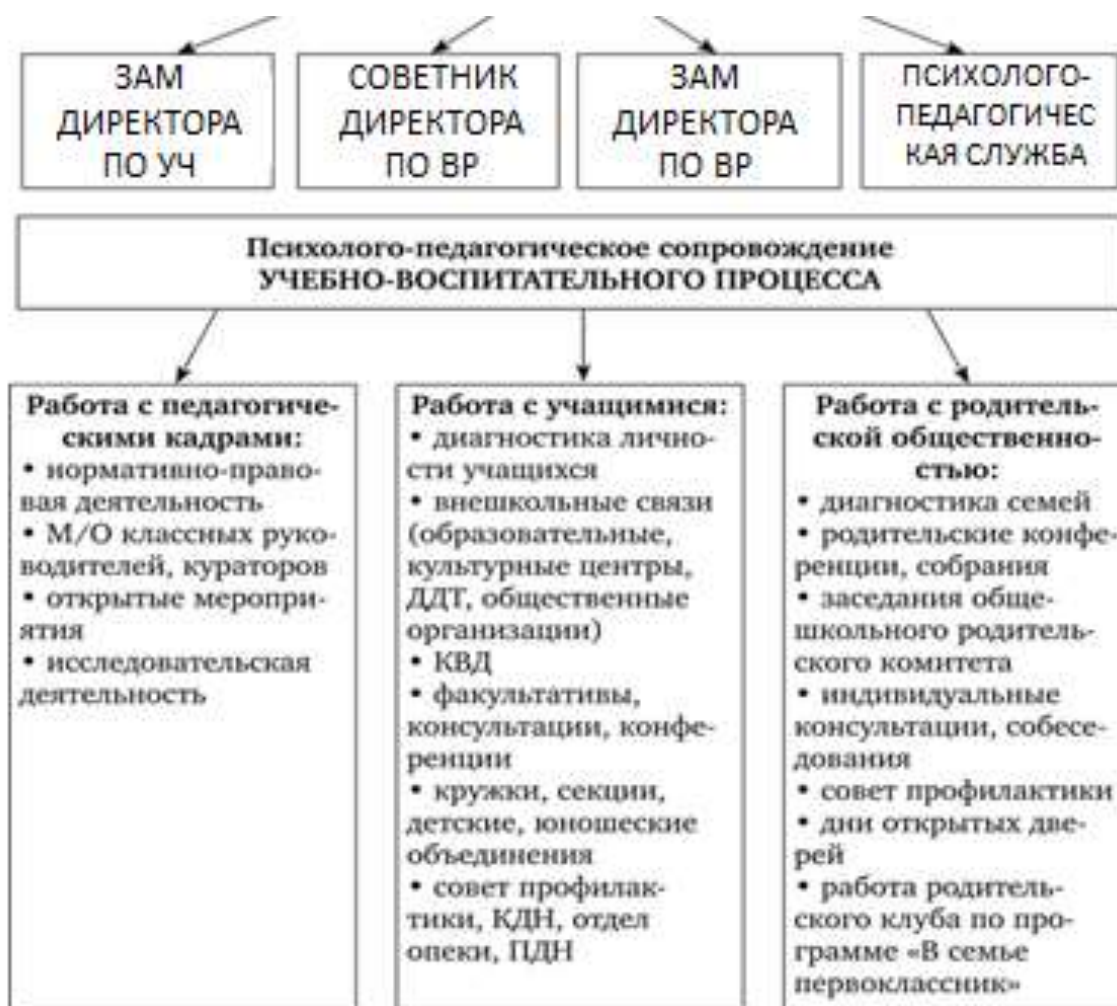 ЗАМ
ДИРЕКТОРА
ПО УЧ
СОВЕТНИК
ДИРЕКТОРА
ПО ВР
ЗАМ
ДИРЕКТОРА
ПО ВР
ПСИХОЛОГО-
ПЕДАГОГИЧЕС
КАЯ СЛУЖБА
Психолого-педагогическое сопровождение
УЧЕБНО-ВОСПИТАТЕЛЬНОГО ПРОЦЕССА
Работа с педагогиче-
скими кадрами:
• нормативно-право-
вая деятельность
• М/О классных руко-
водителей, кураторов
• открытые меропри-
ятия
• исследовательская
деятельность
Работа с учащимися:
• диагностика лично-
сти учащихся
• внешкольные связи
(образовательные,
культурные центры,
ДДТ, общественные
организации)
• КВД
• факультативы,
консультации, конфе-
ренции
• кружки, секции,
детские, юношеские
объединения
• совет профилак-
тики, КДН, отдел
опеки, ПДН
Работа с родитель-
ской общественно-
стью:
• диагностика семей
• родительские конфе-
ренции, собрания
• заседания обще-
школьного родитель-
ского комитета
• индивидуальные
консультации, собесе-
дования
• совет профилактики
• дни открытых две-
рей
• работа родитель-
ского клуба по про-
грамме «В семье
первоклассник»